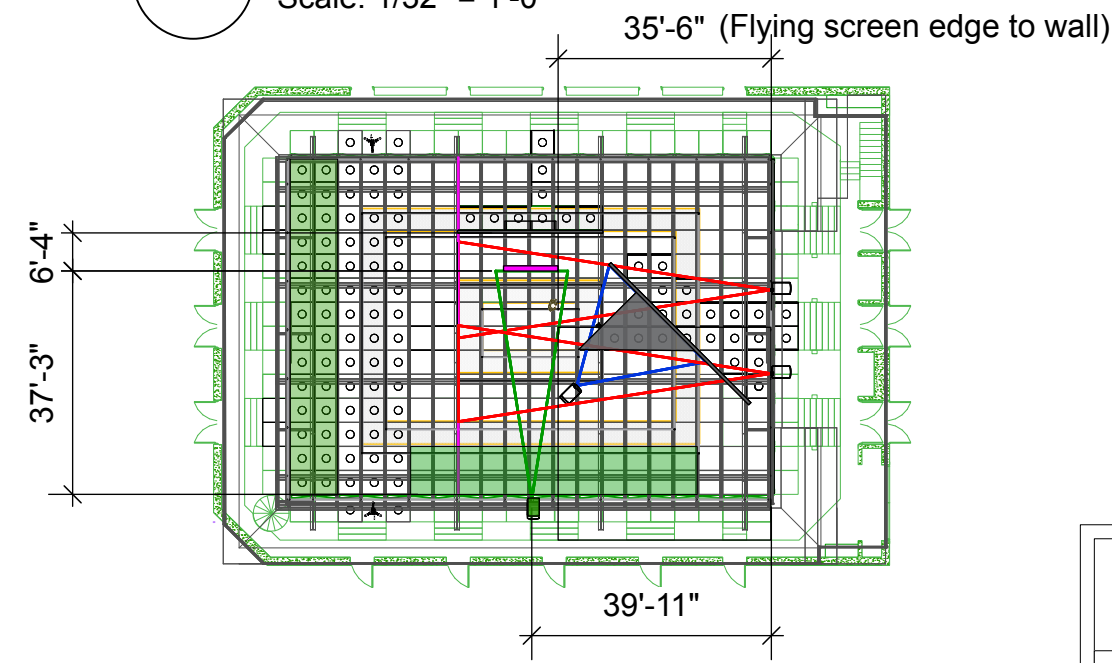 Scale: 1/32" = 1'-0"
35'-6" (Flying screen edge to wall)
6'-4"
37'-3"
39'-11"